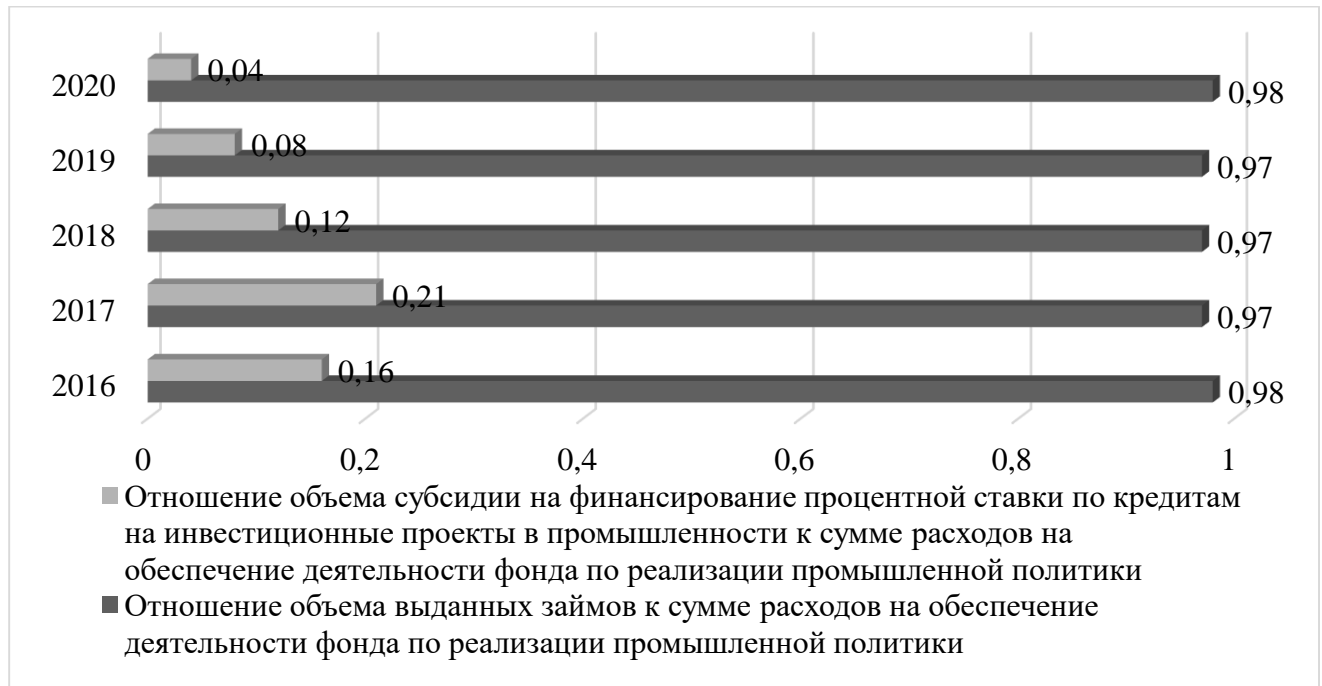 2020
0,04
0,98
2019
0,08
0,97
2018
0,12
0,97
2017
0,21
0,97
2016
0,16
0,98
0 0,2 0,4 0,6 0,8 1
Отношение объема субсидии на финансирование процентной ставки по кредитам
на инвестиционные проекты в промышленности к сумме расходов на
обеспечение деятельности фонда по реализации промышленной политики
Отношение объема выданных займов к сумме расходов на обеспечение
деятельности фонда по реализации промышленной политики